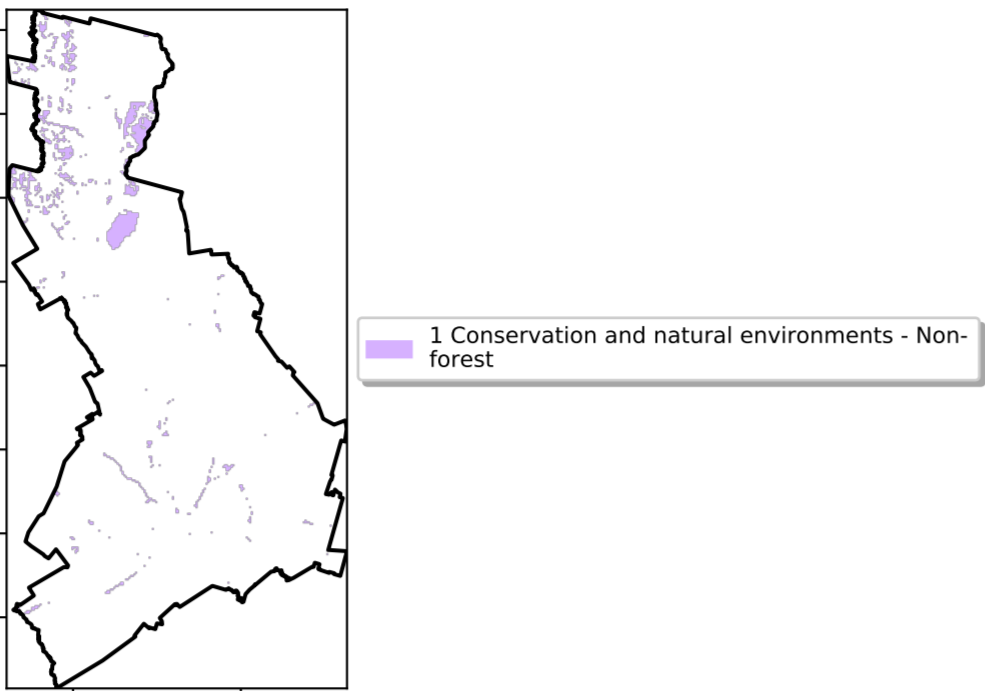 1 Conservation and natural environments - Non-
forest